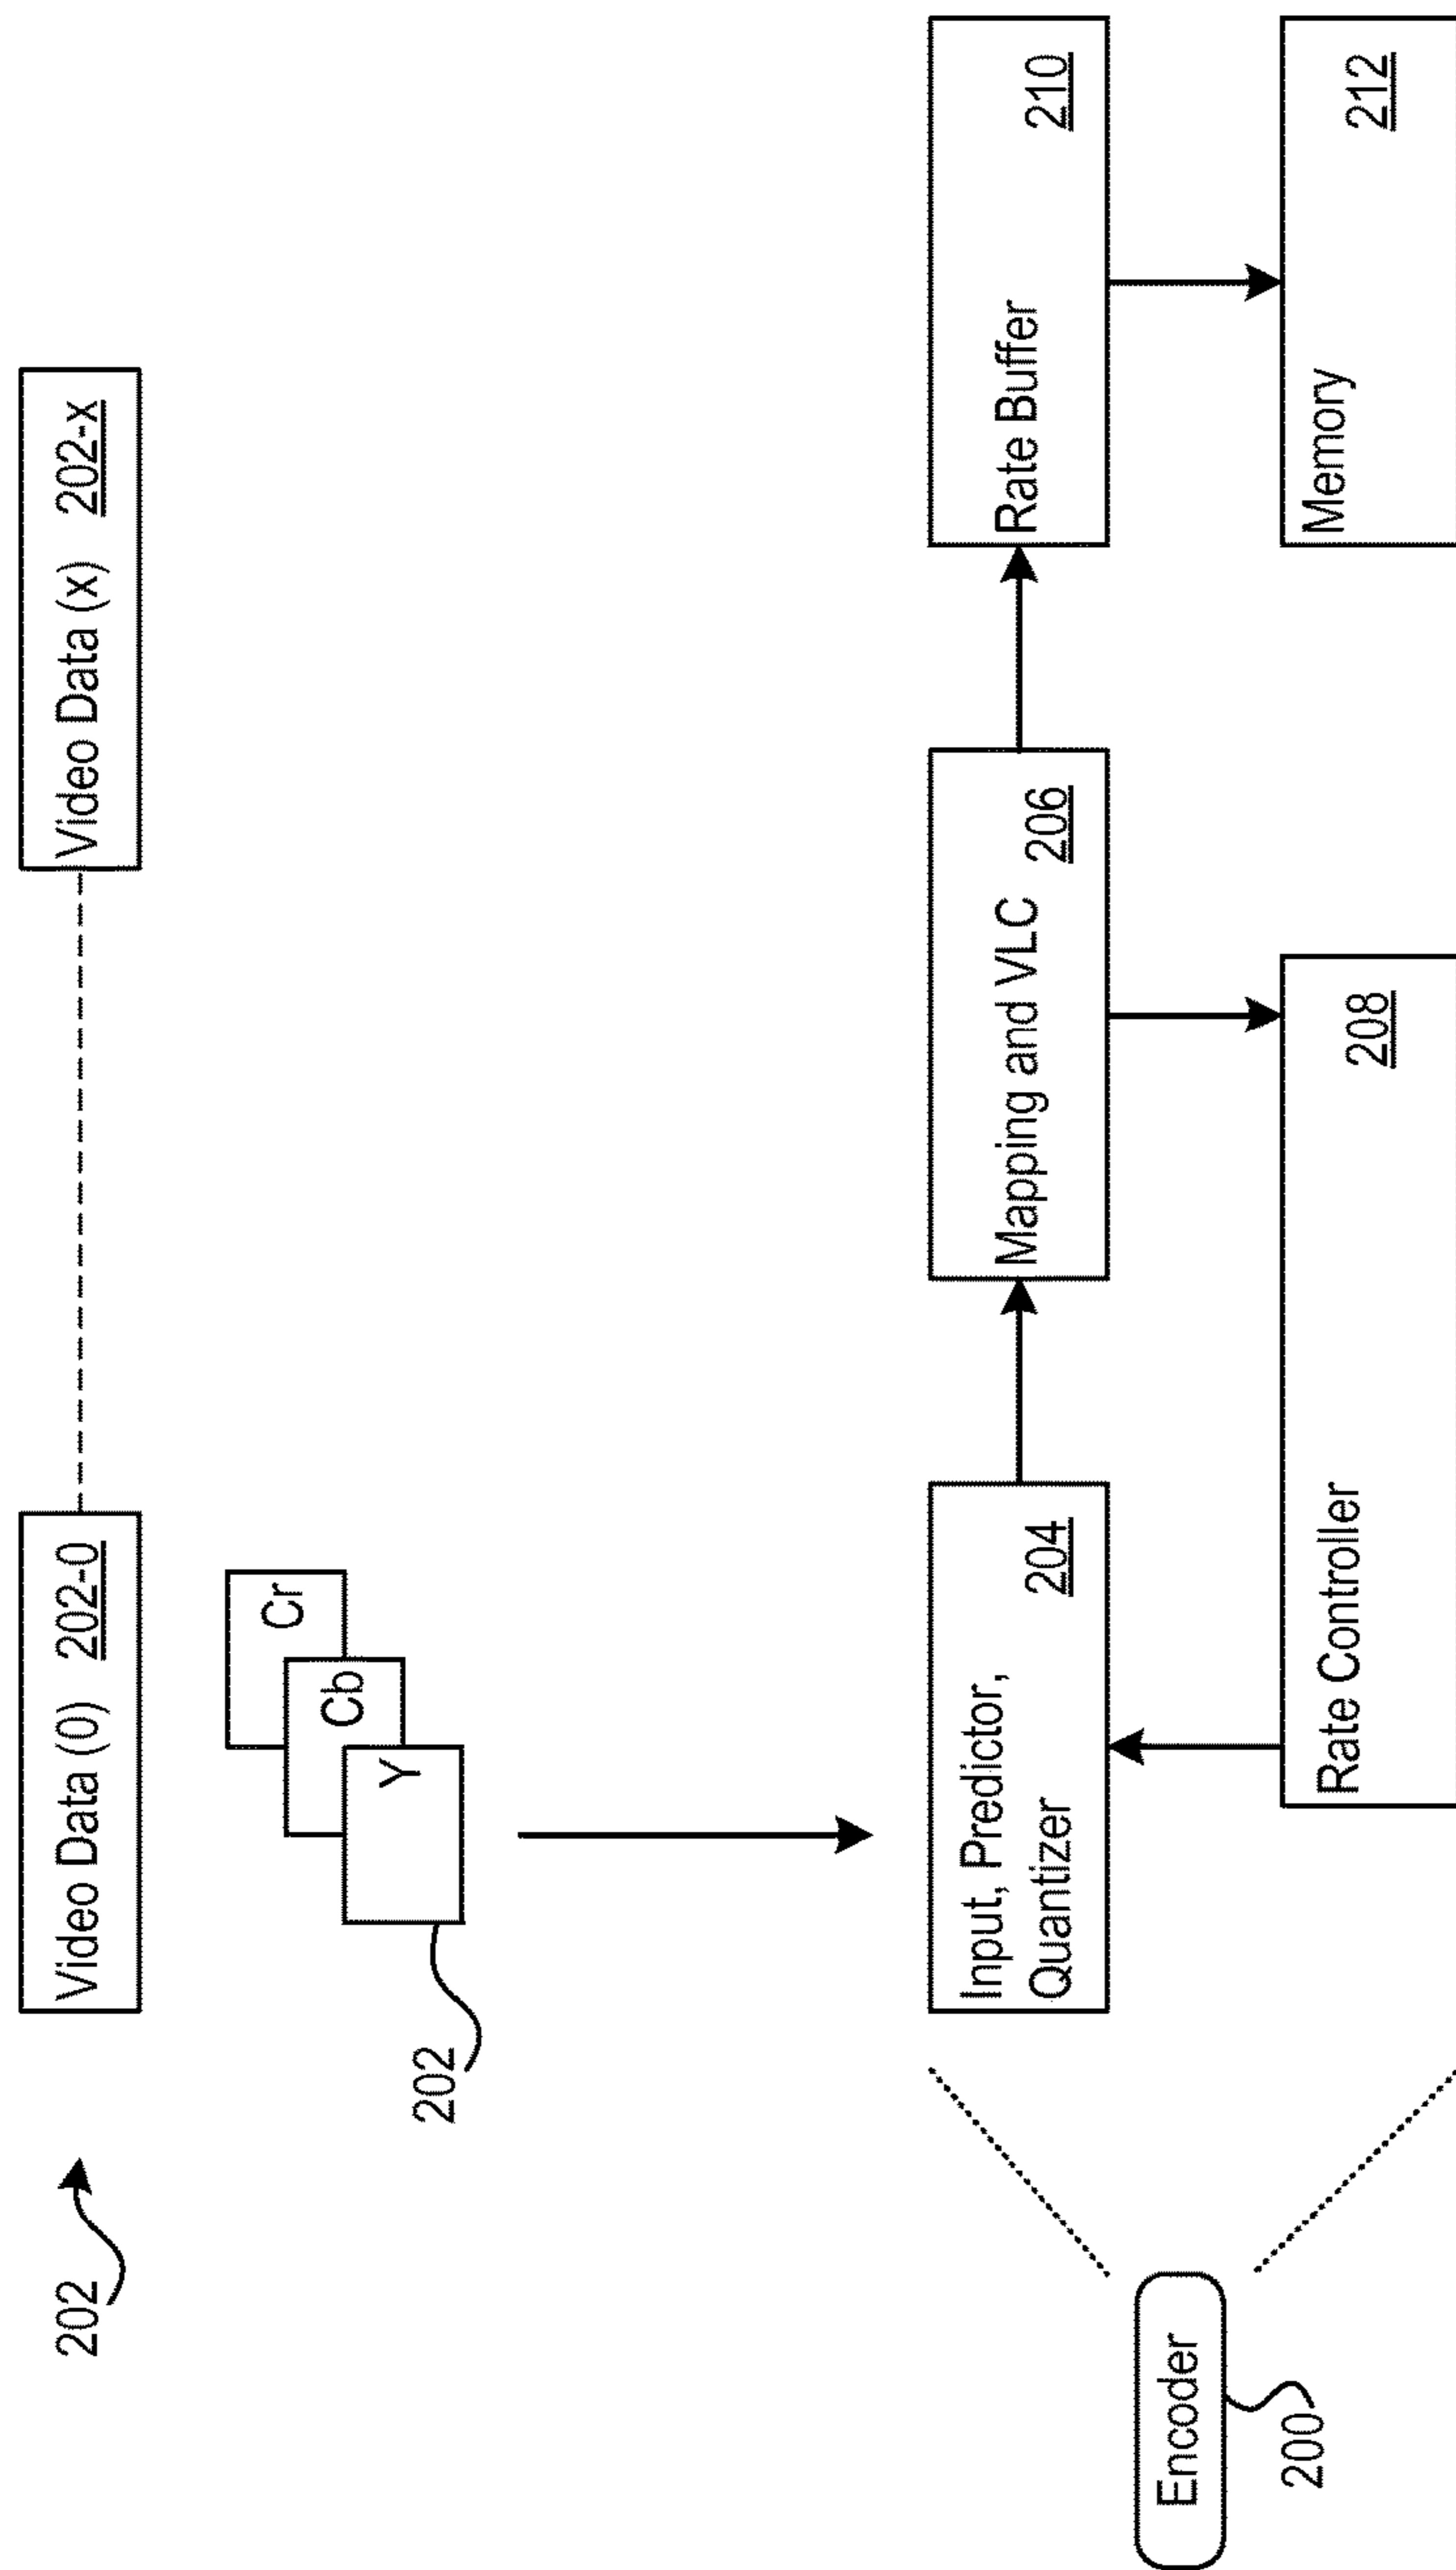 202
Video Data (0) 202-0
Video Data (x) 202-x
Cr
Cb
Y
202
Input, Predictor,
Quantizer
204
Mapping and VLC
206
Rate Buffer
210
Encoder
200
Rate Controller
208
Memory
212